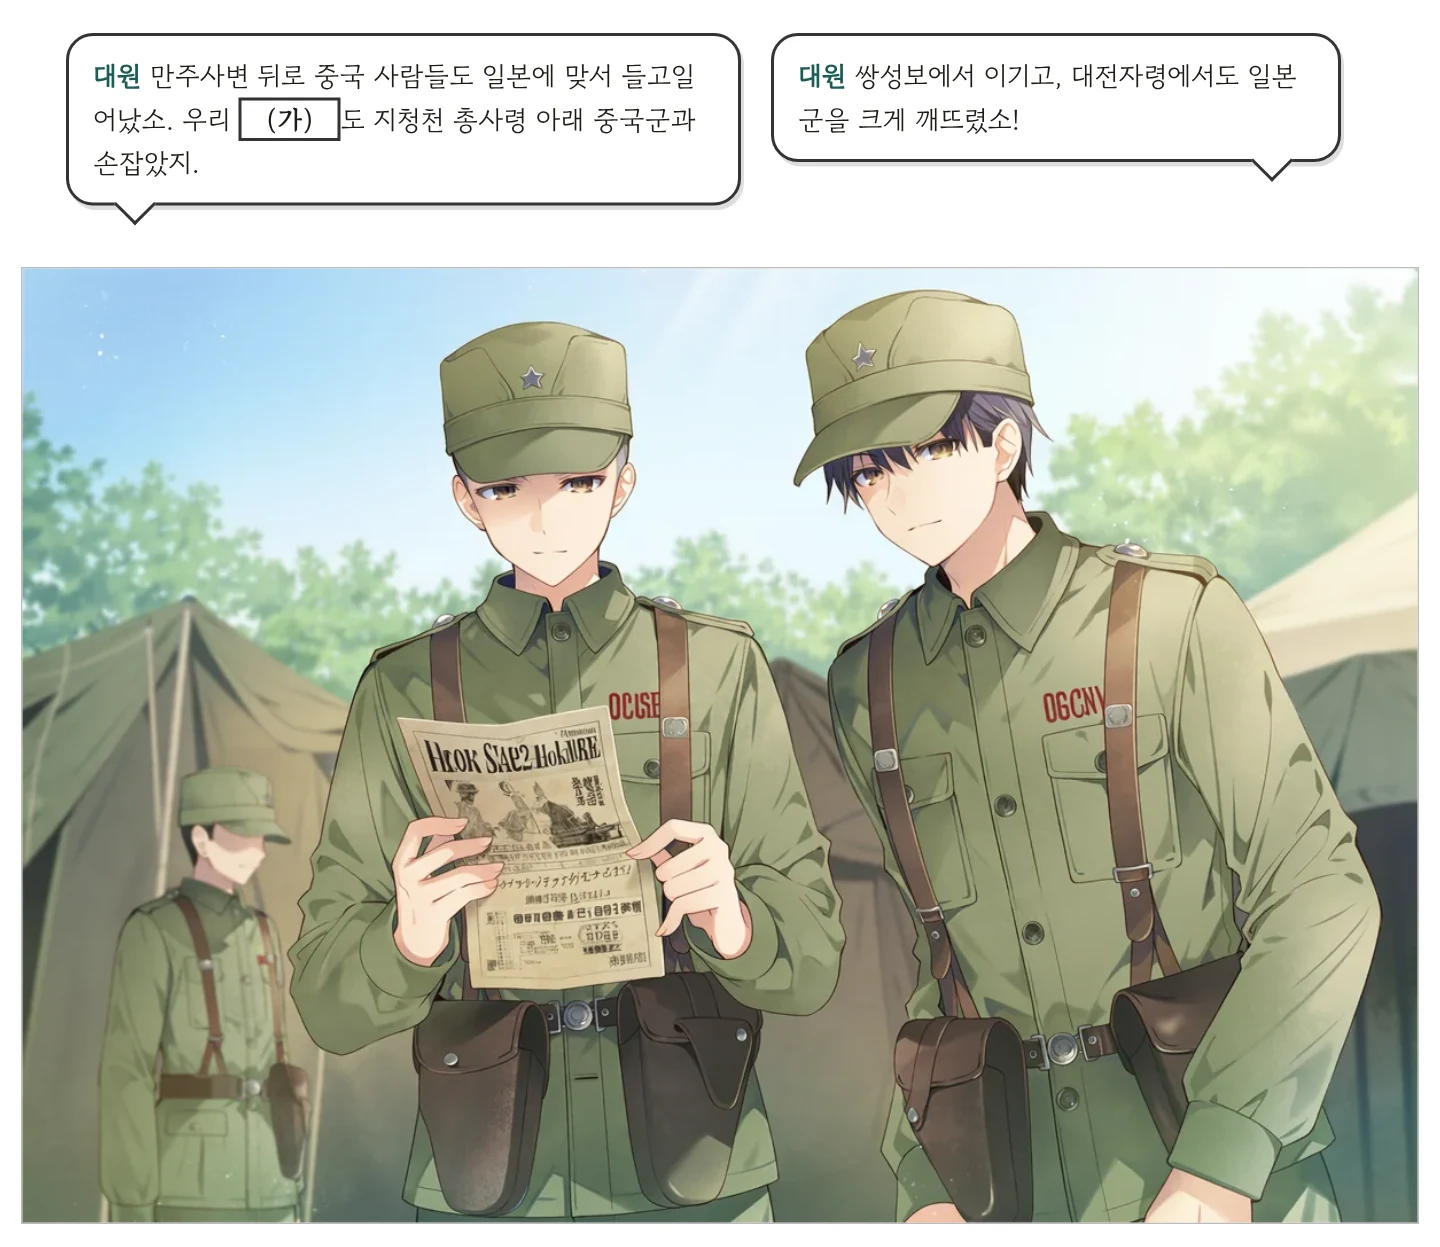 대원 만주사변 뒤로 중국 사람들도 일본에 맞서 들고일
어났소. 우리 (가) 도 지청천 총사령 아래 중국군과
손잡았지.
대원 쌍성보에서 이기고, 대전자령에서도 일본
군을 크게 깨뜨렸소!